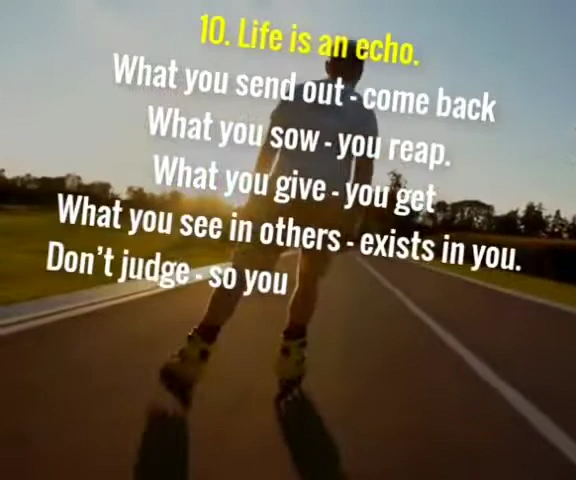 10. Life is an echo.
What you send out - come back
What you sow - you reap.
What you give - you get
What you see in others - exists in you.
Don't judge - so you